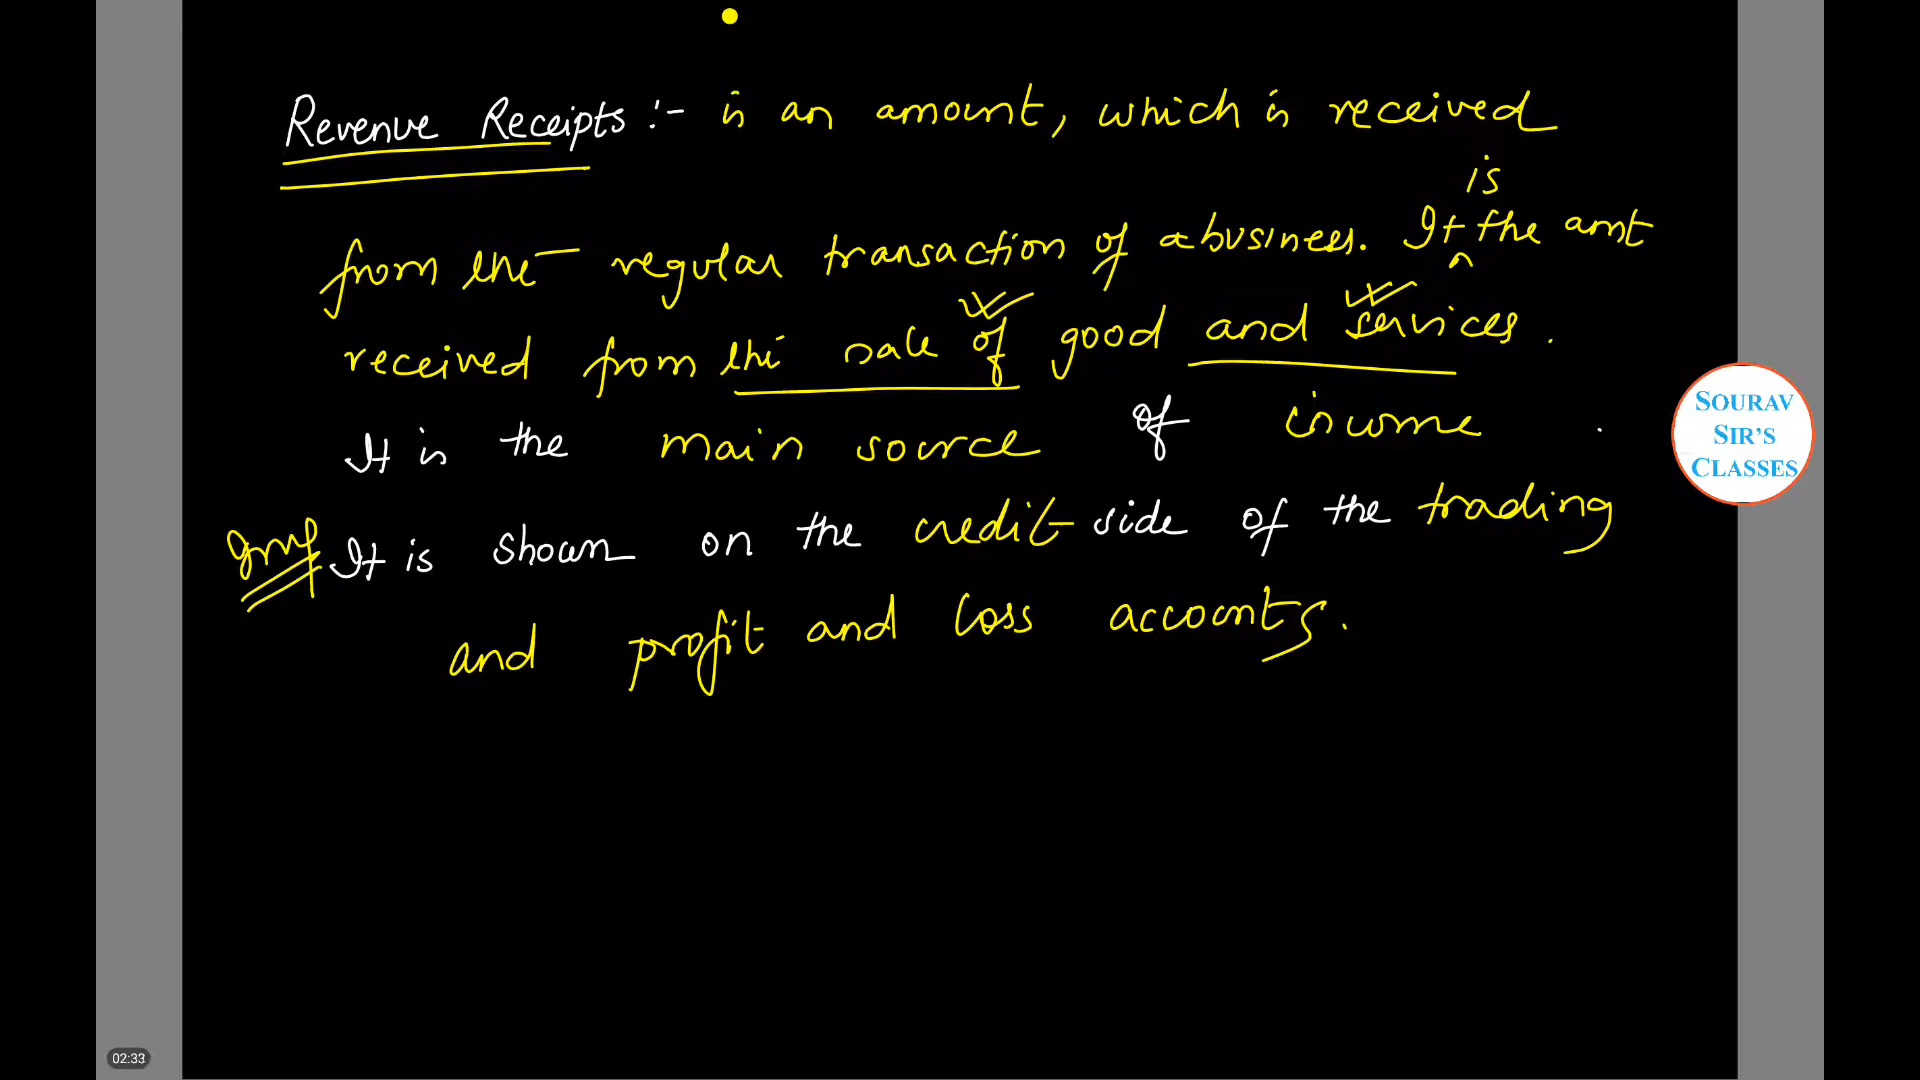 Revenue Receipts :- is an amount, which is received
is
from the regular transaction of a business. It ^ the amt
received from the sale of good and services.
It is the main source of income
Imp It is shown on the credit side of the trading
and profit and loss accounts.
SOURAV
SIR'S
CLASSES
02:33